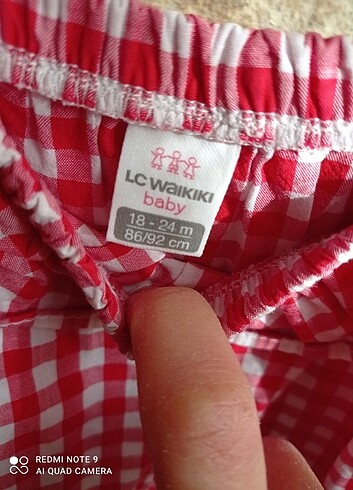 LC WAIKIKI
baby
18 - 24 m
86/92 cm
REDMI NOTE 9
AI QUAD CAMERA